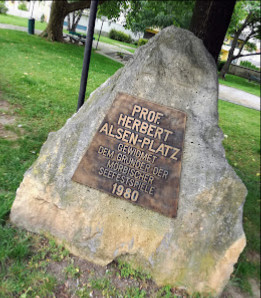 PROF.
HERBERT
ALSEN-PLATZ
GEWIDMET
DEM GRÜNDER DER
MÖRBISCHER
SEEFESTSPIELE
1980